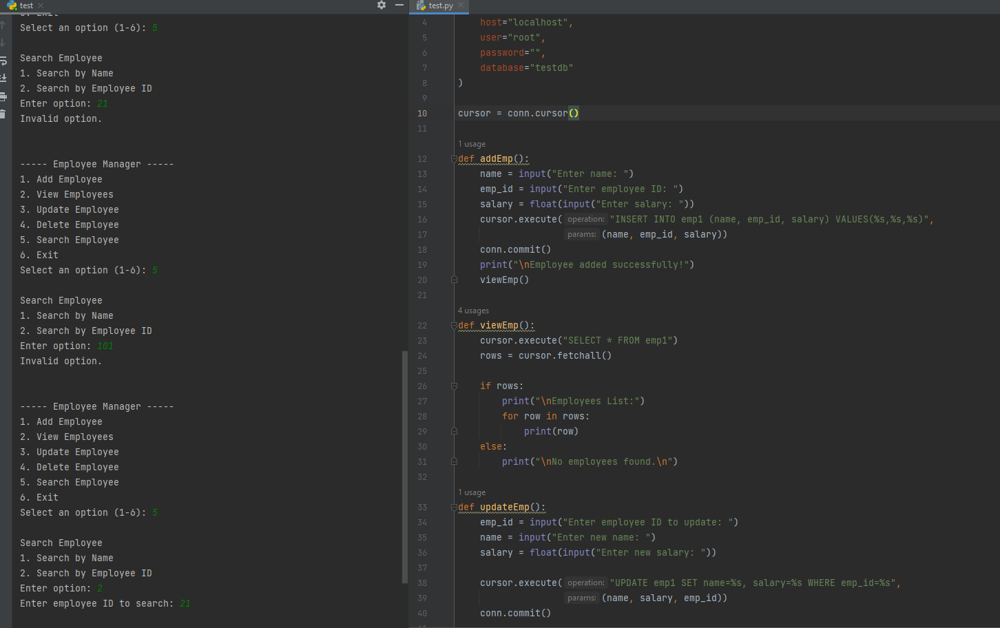 test
test.py
Select an option (1-6): 5
Search Employee
1. Search by Name
2. Search by Employee ID
Enter option: 21
Invalid option.
----- Employee Manager -----
1. Add Employee
2. View Employees
3. Update Employee
4. Delete Employee
5. Search Employee
6. Exit
Select an option (1-6): 5
Search Employee
1. Search by Name
2. Search by Employee ID
Enter option: 101
Invalid option.
----- Employee Manager -----
1. Add Employee
2. View Employees
3. Update Employee
4. Delete Employee
5. Search Employee
6. Exit
Select an option (1-6): 5
Search Employee
1. Search by Name
2. Search by Employee ID
Enter option: 2
Enter employee ID to search: 21
4 host="localhost",
5 user="root",
6 password="",
7 database="testdb"
8 )
9
10 cursor = conn.cursor()
11
1 usage
12 def addEmp():
13 name = input("Enter name: ")
14 emp_id = input("Enter employee ID: ")
15 salary = float(input("Enter salary: "))
16 cursor.execute( operation: "INSERT INTO emp1 (name, emp_id, salary) VALUES(%s,%s,%s)",
17 params: (name, emp_id, salary))
18 conn.commit()
19 print("\nEmployee added successfully!")
20 viewEmp()
21
4 usages
22 def viewEmp():
23 cursor.execute("SELECT * FROM emp1")
24 rows = cursor.fetchall()
25
26 if rows:
27 print("\nEmployees List:")
28 for row in rows:
29 print(row)
30 else:
31 print("\nNo employees found.\n")
32
1 usage
33 def updateEmp():
34 emp_id = input("Enter employee ID to update: ")
35 name = input("Enter new name: ")
36 salary = float(input("Enter new salary: "))
37
38 cursor.execute( operation: "UPDATE emp1 SET name=%s, salary=%s WHERE emp_id=%s",
39 params: (name, salary, emp_id))
40 conn.commit()